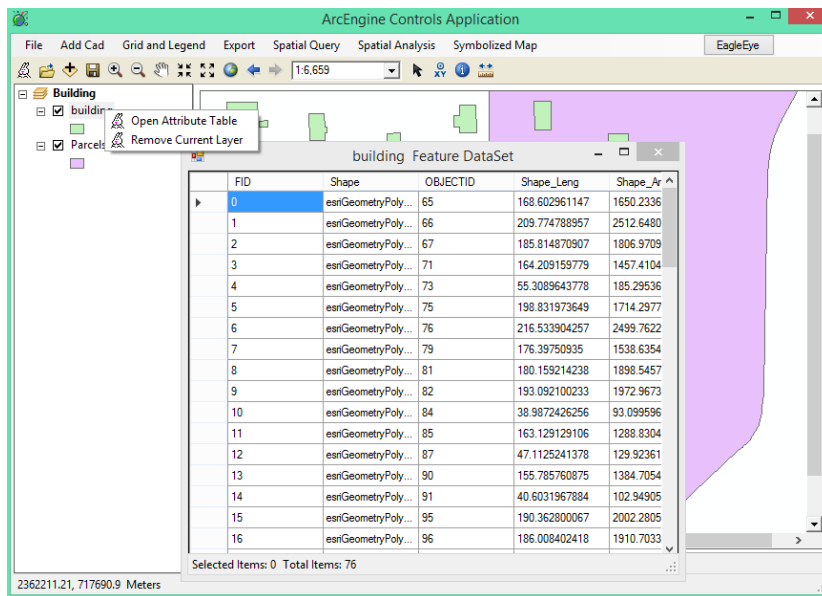 ArcEngine Controls Application
File Add Cad Grid and Legend Export Spatial Query Spatial Analysis Symbolized Map EagleEye
1:6,659
Building
building
Parcels
Open Attribute Table
Remove Current Layer
building Feature DataSet
FID Shape OBJECTID Shape_Leng Shape_Ar
0 esriGeometryPoly... 65 168.602961147 1650.2336
1 esriGeometryPoly... 66 209.774788957 2512.6480
2 esriGeometryPoly... 67 185.814870907 1806.9709
3 esriGeometryPoly... 71 164.209159779 1457.4104
4 esriGeometryPoly... 73 55.3089643778 185.29536
5 esriGeometryPoly... 75 198.831973649 1714.2977
6 esriGeometryPoly... 76 216.533904257 2499.7622
7 esriGeometryPoly... 79 176.39750935 1538.6354
8 esriGeometryPoly... 81 180.159214238 1898.5457
9 esriGeometryPoly... 82 193.092100233 1972.9673
10 esriGeometryPoly... 84 38.9872426256 93.099596
11 esriGeometryPoly... 85 163.129129106 1288.8304
12 esriGeometryPoly... 87 47.1125241378 129.92361
13 esriGeometryPoly... 90 155.785760875 1384.7054
14 esriGeometryPoly... 91 40.6031967884 102.94905
15 esriGeometryPoly... 95 190.362800067 2002.2805
16 esriGeometryPoly... 96 186.008402418 1910.7033
Selected Items: 0 Total Items: 76
2362211.21, 717690.9 Meters